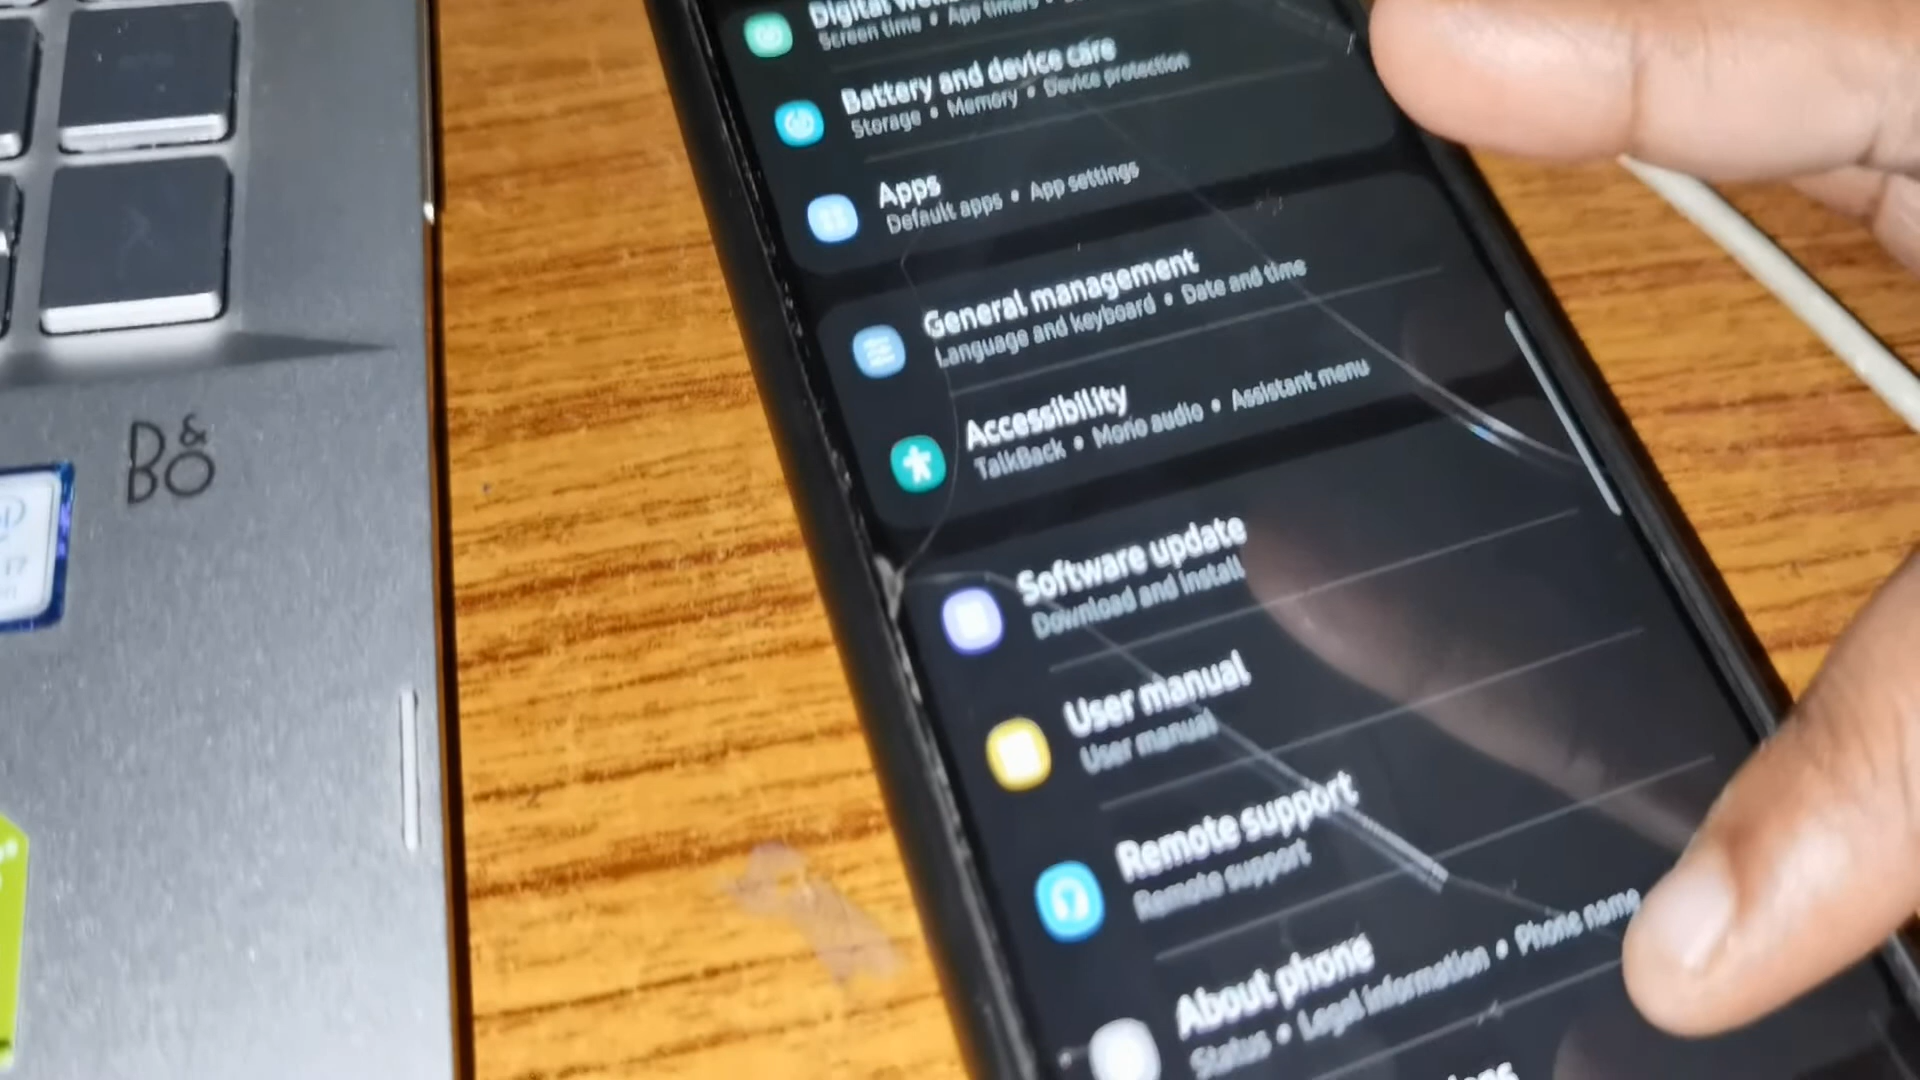 Digital
Screen time • App timers •
Battery and device care
Storage • Memory • Device protection
Apps
Default apps • App settings
General management
Language and keyboard • Date and time
Accessibility
TalkBack • Mono audio • Assistant menu
Software update
Download and install
User manual
User manual
Remote support
Remote support
About phone
Status • Legal information • Phone name
B&O
i7